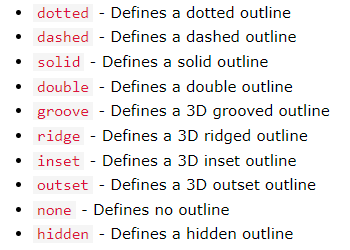 dotted - Defines a dotted outline
dashed - Defines a dashed outline
solid - Defines a solid outline
double - Defines a double outline
groove - Defines a 3D grooved outline
ridge - Defines a 3D ridged outline
inset - Defines a 3D inset outline
outset - Defines a 3D outset outline
none - Defines no outline
hidden - Defines a hidden outline